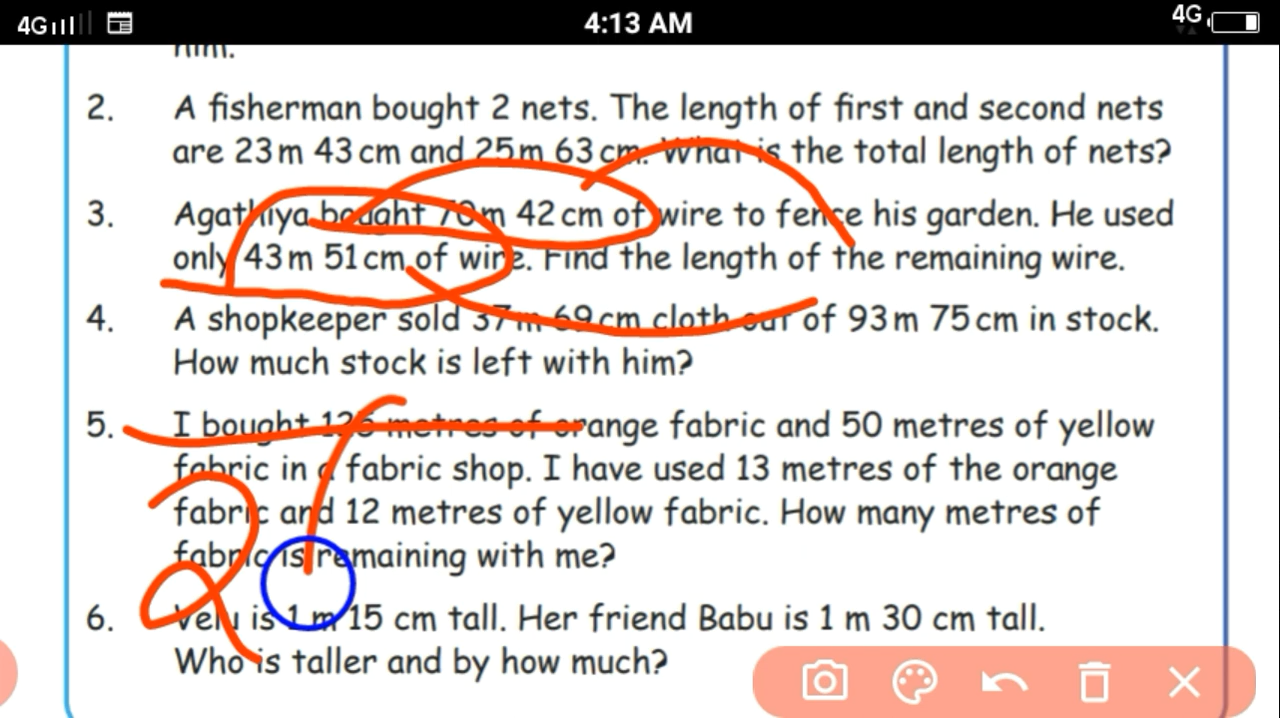 4G 4:13 AM 4G
him.
2. A fisherman bought 2 nets. The length of first and second nets
are 23 m 43 cm and 25 m 63 cm. What is the total length of nets?
3. Agathiya bought 70 m 42 cm of wire to fence his garden. He used
only 43 m 51 cm of wire. Find the length of the remaining wire.
4. A shopkeeper sold 37 m 69 cm cloth out of 93 m 75 cm in stock.
How much stock is left with him?
5. I bought 125 metres of orange fabric and 50 metres of yellow
fabric in a fabric shop. I have used 13 metres of the orange
fabric and 12 metres of yellow fabric. How many metres of
fabric is remaining with me?
6. Velu is 1 m 15 cm tall. Her friend Babu is 1 m 30 cm tall.
Who is taller and by how much?